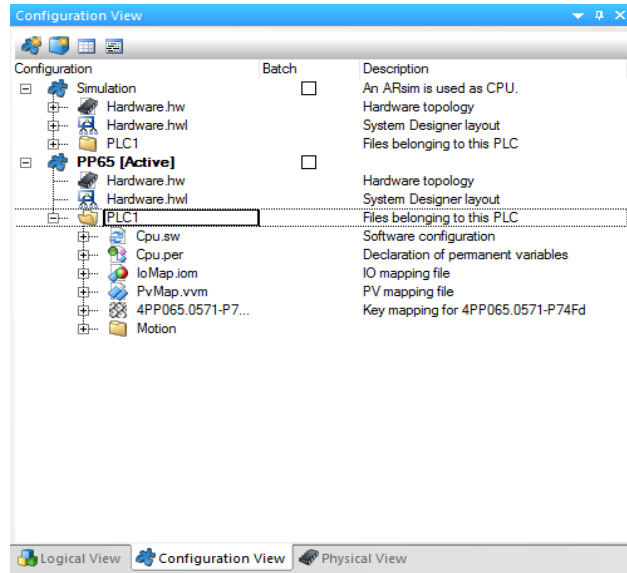 Configuration View
Configuration Batch Description
Simulation An ARsim is used as CPU.
Hardware.hw Hardware topology
Hardware.hwl System Designer layout
PLC1 Files belonging to this PLC
PP65 [Active]
Hardware.hw Hardware topology
Hardware.hwl System Designer layout
PLC1 Files belonging to this PLC
Cpu.sw Software configuration
Cpu.per Declaration of permanent variables
IoMap.iom IO mapping file
PvMap.vvm PV mapping file
4PP065.0571-P7... Key mapping for 4PP065.0571-P74Fd
Motion
Logical View Configuration View Physical View